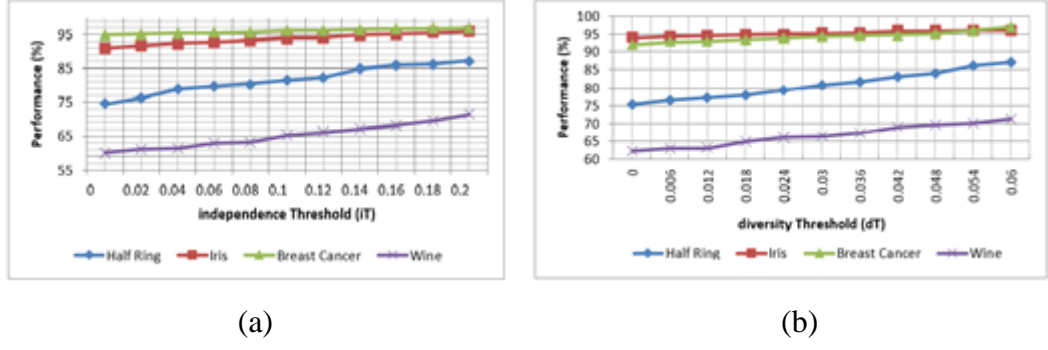 95
85
75
65
55
Performance (%)
0 0.02 0.04 0.06 0.08 0.1 0.12 0.14 0.16 0.18 0.2
independence Threshold (iT)
Half Ring Iris Breast Cancer Wine
(a)
100
95
90
85
80
75
70
65
60
Performance (%)
0 0.006 0.012 0.018 0.024 0.03 0.036 0.042 0.048 0.054 0.06
diversity Threshold (dT)
Half Ring Iris Breast Cancer Wine
(b)